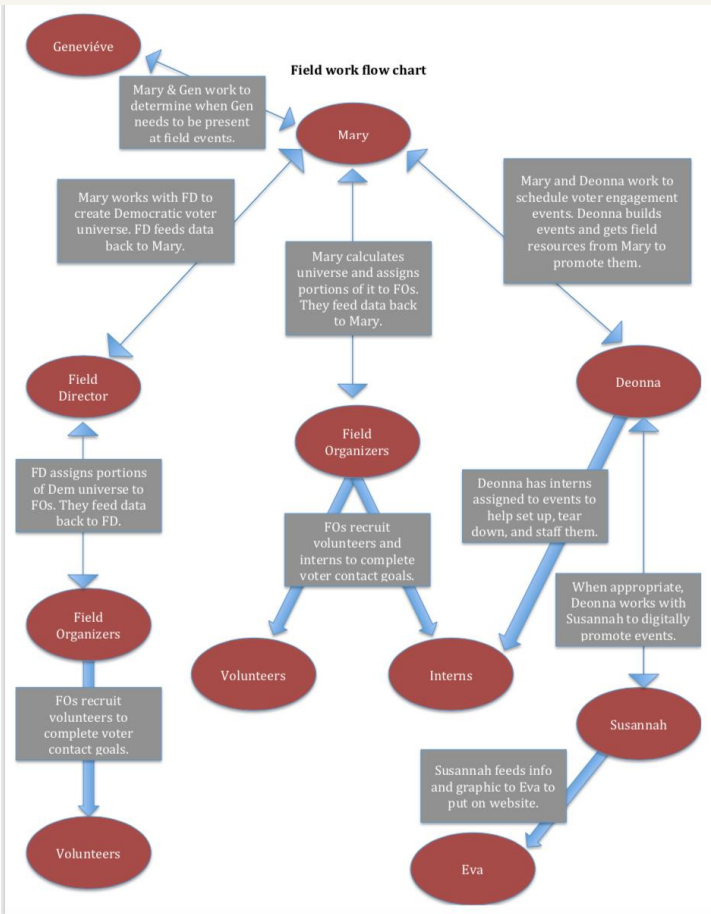 Geneviéve
Field work flow chart
Mary & Gen work to
determine when Gen
needs to be present
at field events.
Mary
Mary works with FD to
create Democratic voter
universe. FD feeds data
back to Mary.
Mary and Deonna work to
schedule voter engagement
events. Deonna builds
events and gets field
resources from Mary to
promote them.
Mary calculates
universe and assigns
portions of it to FOs.
They feed data back
to Mary.
Field
Director
Deonna
Field
Organizers
FD assigns portions
of Dem universe to
FOs. They feed data
back to FD.
Deonna has interns
assigned to events to
help set up, tear
down, and staff them.
FOs recruit
volunteers and
interns to complete
voter contact goals.
When appropriate,
Deonna works with
Susannah to digitally
promote events.
Field
Organizers
Volunteers
Interns
FOs recruit
volunteers to
complete voter
contact goals.
Susannah
Susannah feeds info
and graphic to Eva to
put on website.
Volunteers
Eva